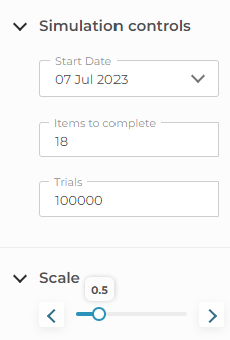 Simulation controls
Start Date
07 Jul 2023
Items to complete
18
Trials
100000
Scale
0.5